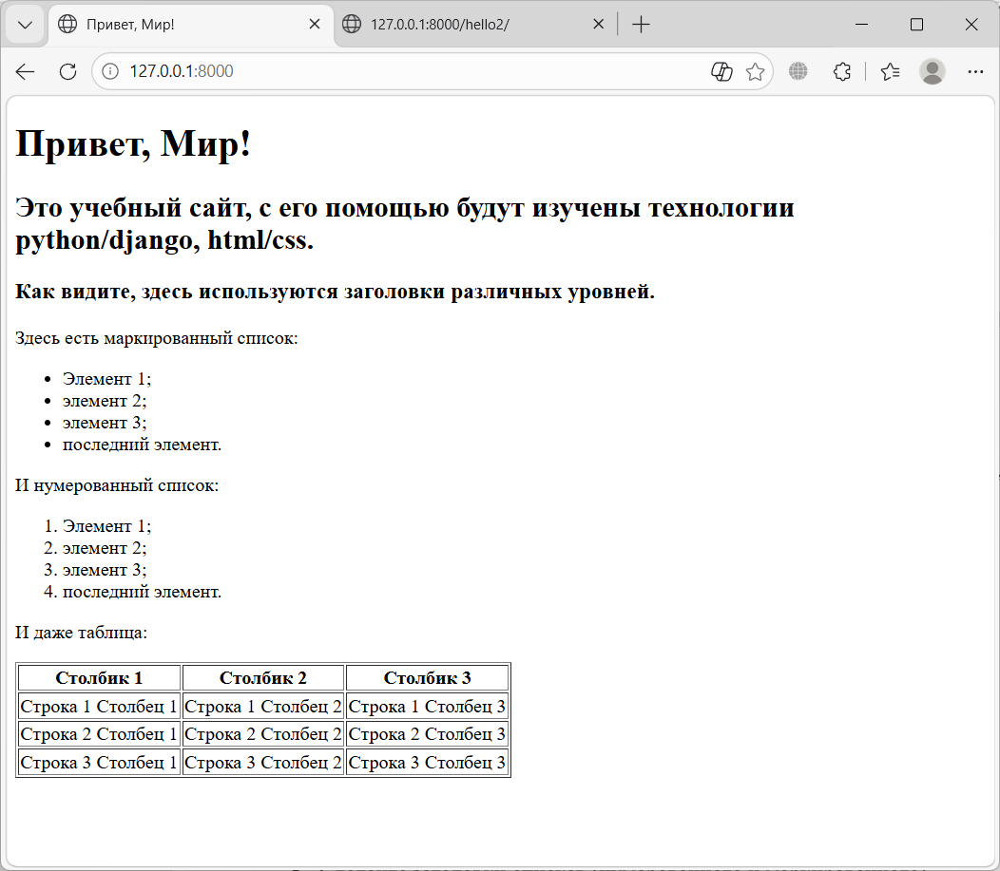 Привет, Мир!
127.0.0.1:8000/hello2/
127.0.0.1:8000
Привет, Мир!
Это учебный сайт, с его помощью будут изучены технологии
python/django, html/css.
Как видите, здесь используются заголовки различных уровней.
Здесь есть маркированный список:
• Элемент 1;
• элемент 2;
• элемент 3;
• последний элемент.
И нумерованный список:
1. Элемент 1;
2. элемент 2;
3. элемент 3;
4. последний элемент.
И даже таблица:
Столбик 1 Столбик 2 Столбик 3
Строка 1 Столбец 1 Строка 1 Столбец 2 Строка 1 Столбец 3
Строка 2 Столбец 1 Строка 2 Столбец 2 Строка 2 Столбец 3
Строка 3 Столбец 1 Строка 3 Столбец 2 Строка 3 Столбец 3